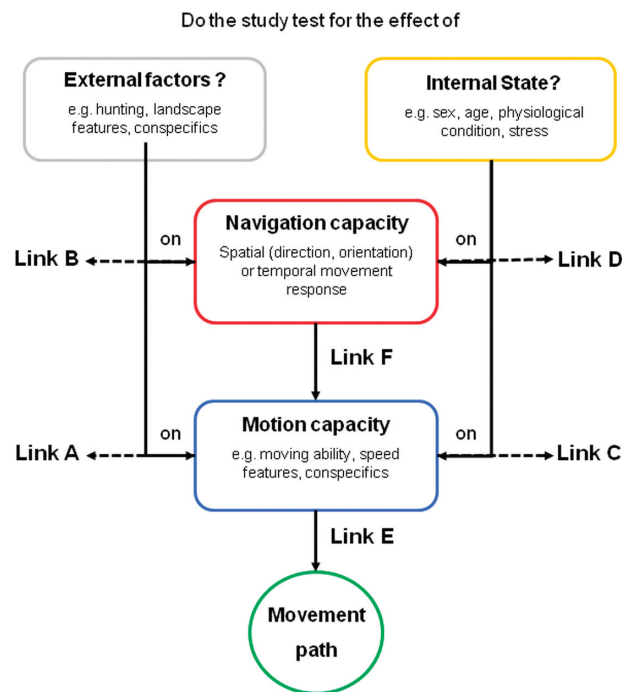 Do the study test for the effect of
External factors ?
e.g. hunting, landscape
features, conspecifics
Internal State?
e.g. sex, age, physiological
condition, stress
Navigation capacity
Spatial (direction, orientation)
or temporal movement
response
on
on
Link B
Link D
Link F
Motion capacity
e.g. moving ability, speed
features, conspecifics
on
on
Link A
Link C
Link E
Movement
path